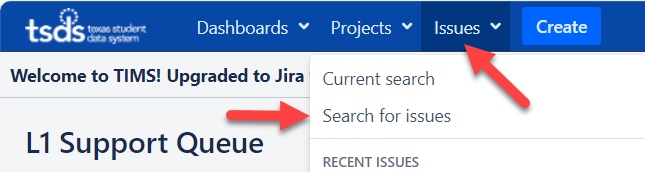 tsds texas student data system Dashboards Projects Issues Create
Welcome to TIMS! Upgraded to Jira
Current search
Search for issues
L1 Support Queue
RECENT ISSUES